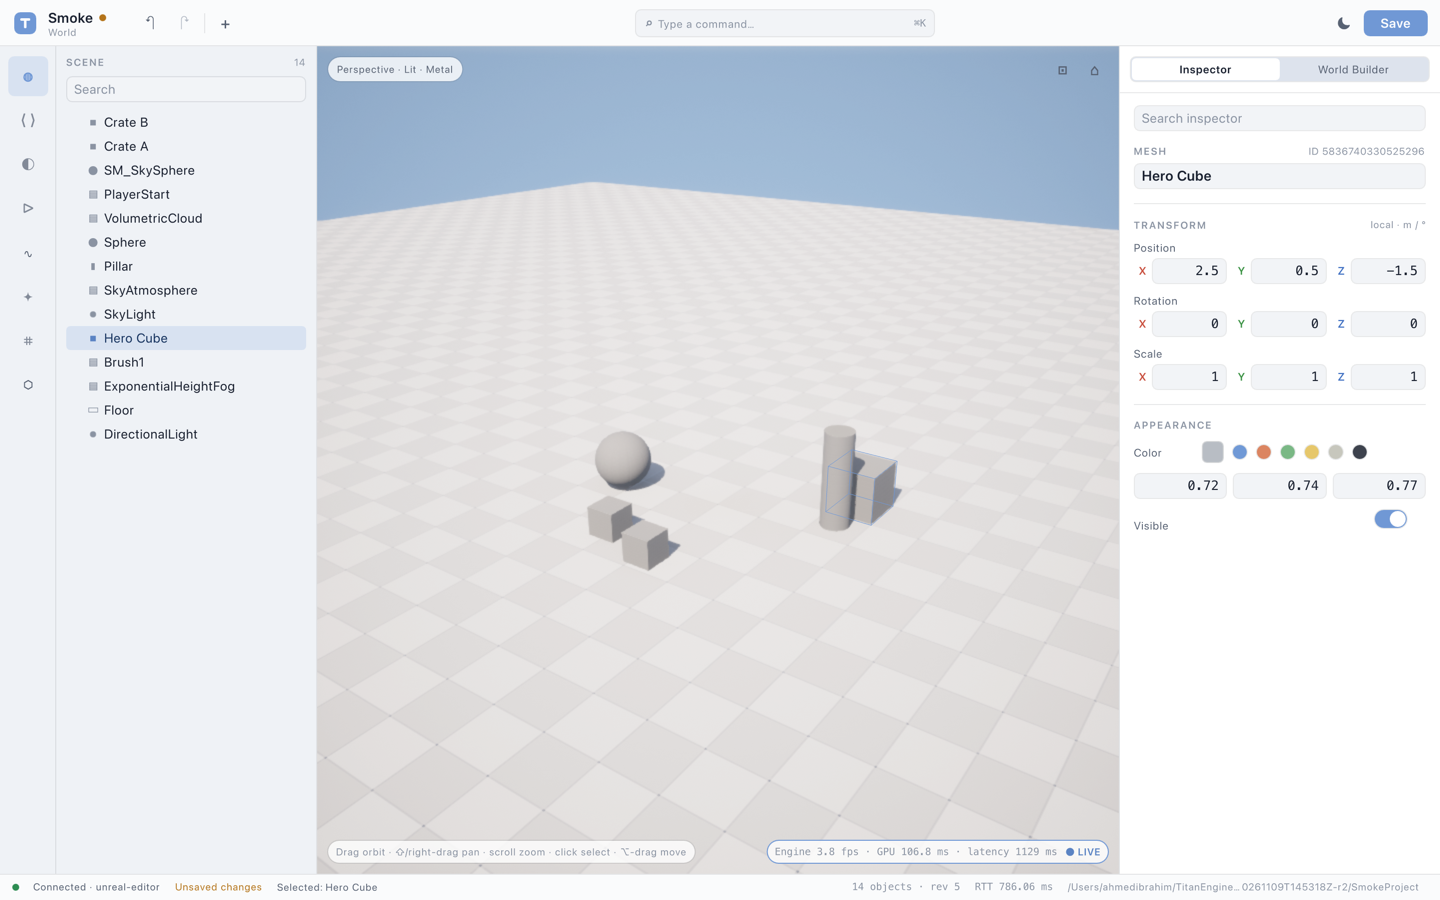 T
Smoke
World
Type a command...
⌘K
Save
SCENE
14
Search
Crate B
Crate A
SM_SkySphere
PlayerStart
VolumetricCloud
Sphere
Pillar
SkyAtmosphere
SkyLight
Hero Cube
Brush1
ExponentialHeightFog
Floor
DirectionalLight
Perspective · Lit · Metal
Drag orbit · ⇧/right-drag pan · scroll zoom · click select · ⌥-drag move
Engine 3.8 fps · GPU 106.8 ms · latency 1129 ms
LIVE
Inspector
World Builder
Search inspector
MESH
ID 5836740330525296
Hero Cube
TRANSFORM
local · m / °
Position
X 2.5 Y 0.5 Z −1.5
Rotation
X 0 Y 0 Z 0
Scale
X 1 Y 1 Z 1
APPEARANCE
Color
0.72 0.74 0.77
Visible
Connected · unreal-editor
Unsaved changes
Selected: Hero Cube
14 objects · rev 5
RTT 786.06 ms
/Users/ahmedibrahim/TitanEngine…0261109T145318Z-r2/SmokeProject